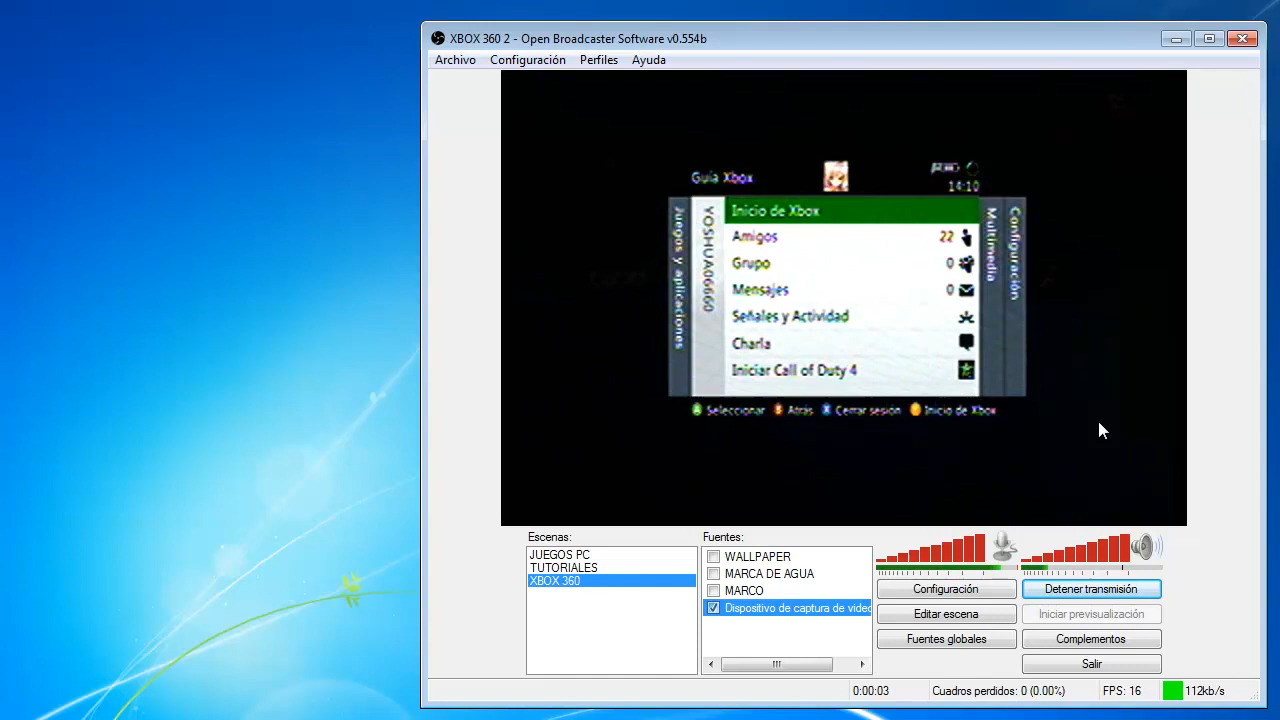 XBOX 360 2 - Open Broadcaster Software v0.554b
Archivo Configuración Perfiles Ayuda
Guía Xbox
14:10
Juegos y aplicaciones
YOSHUA06660
Inicio de Xbox
Amigos 22
Grupo 0
Mensajes 0
Señales y Actividad
Charla
Iniciar Call of Duty 4
Multimedia
Configuración
A Seleccionar B Atrás X Cerrar sesión Y Inicio de Xbox
Escenas:
JUEGOS PC
TUTORIALES
XBOX 360
Fuentes:
WALLPAPER
MARCA DE AGUA
MARCO
Dispositivo de captura de video
Configuración
Detener transmisión
Editar escena
Iniciar previsualización
Fuentes globales
Complementos
Salir
0:00:03 Cuadros perdidos: 0 (0.00%) FPS: 16 112kb/s